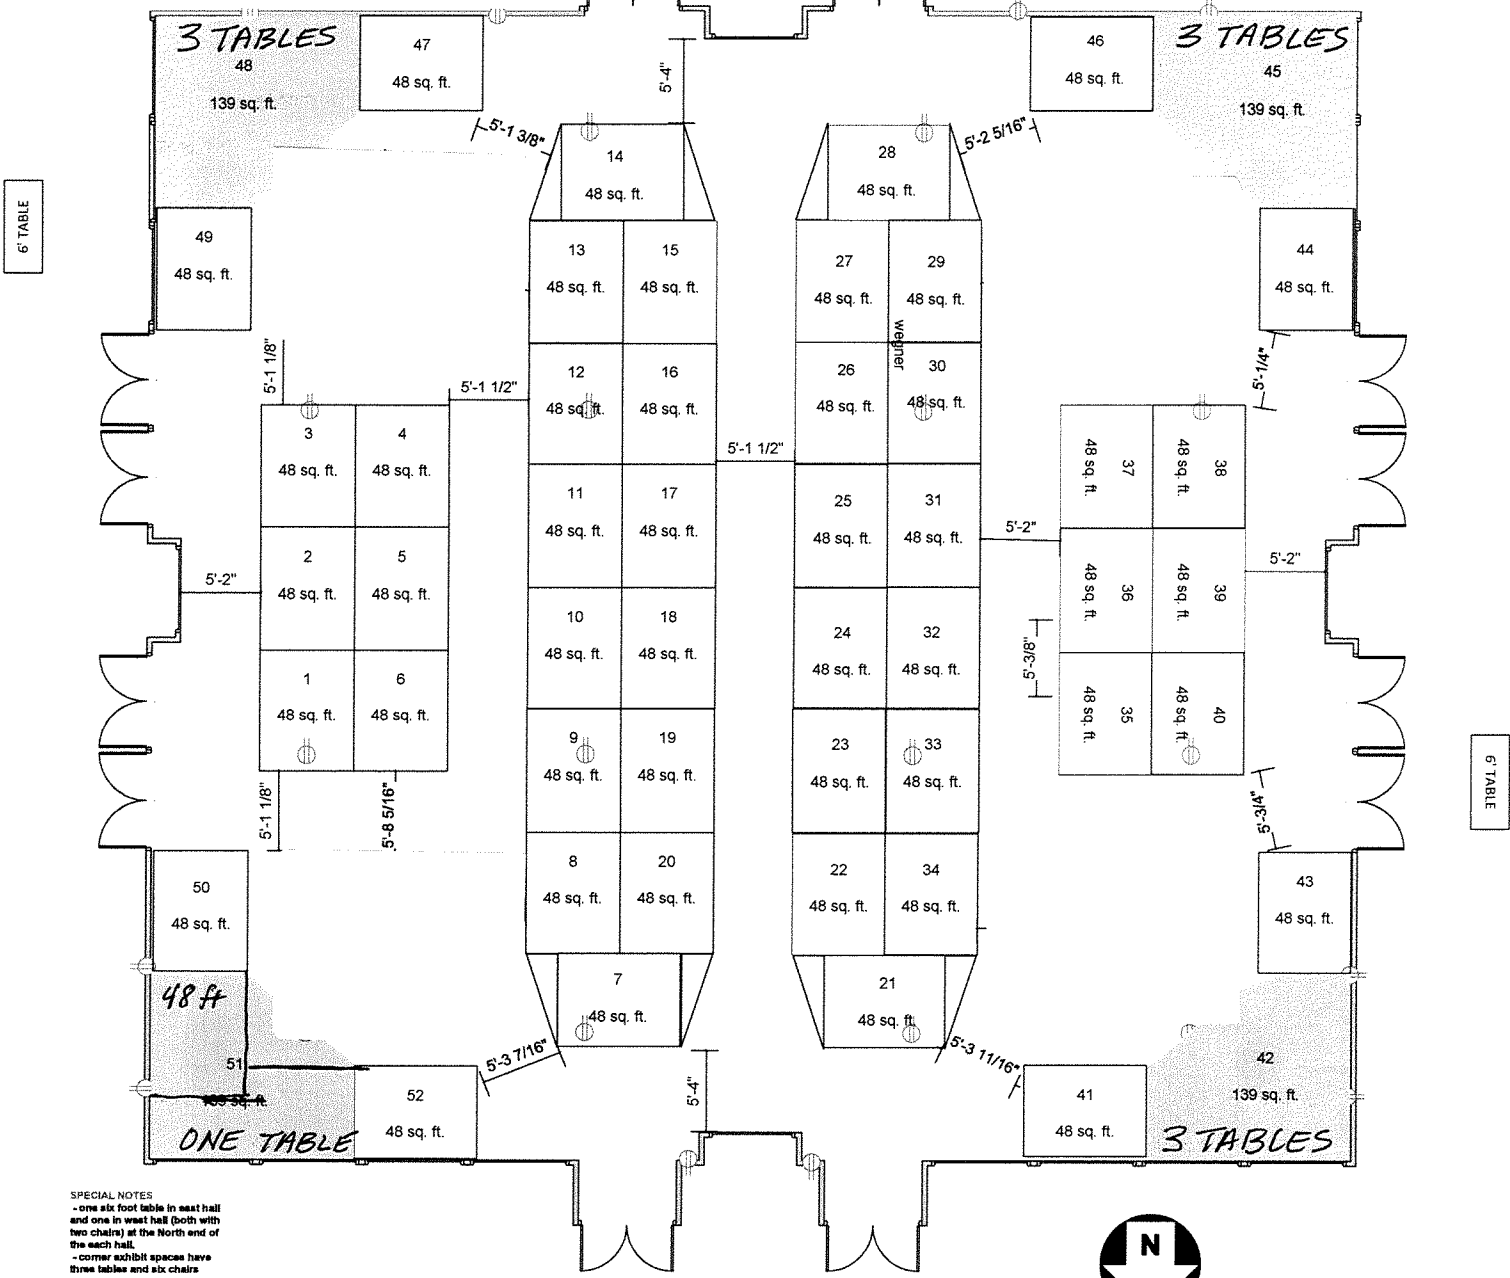 3 TABLES
48
139 sq. ft.
47
48 sq. ft.
5'-4"
46
48 sq. ft.
3 TABLES
45
139 sq. ft.
5'-1 3/8"
14
48 sq. ft.
28
48 sq. ft.
5'-2 5/16"
6' TABLE
49
48 sq. ft.
13
48 sq. ft.
15
48 sq. ft.
27
48 sq. ft.
29
48 sq. ft.
44
48 sq. ft.
wegner
5'-1 1/8"
5'-1 1/2"
12
48 sq. ft.
16
48 sq. ft.
26
48 sq. ft.
30
48 sq. ft.
5'-1/4"
3
48 sq. ft.
4
48 sq. ft.
5'-1 1/2"
37
48 sq. ft.
38
48 sq. ft.
11
48 sq. ft.
17
48 sq. ft.
25
48 sq. ft.
31
48 sq. ft.
5'-2"
5'-2"
5'-2"
2
48 sq. ft.
5
48 sq. ft.
36
48 sq. ft.
39
48 sq. ft.
10
48 sq. ft.
18
48 sq. ft.
24
48 sq. ft.
32
48 sq. ft.
5'-3/8"
1
48 sq. ft.
6
48 sq. ft.
35
48 sq. ft.
40
48 sq. ft.
9
48 sq. ft.
19
48 sq. ft.
23
48 sq. ft.
33
48 sq. ft.
6' TABLE
5'-1 1/8"
5'-8 5/16"
5'-3/4"
8
48 sq. ft.
20
48 sq. ft.
22
48 sq. ft.
34
48 sq. ft.
50
48 sq. ft.
43
48 sq. ft.
7
48 sq. ft.
21
48 sq. ft.
48 ft
51
139 sq. ft.
ONE TABLE
5'-3 7/16"
5'-4"
5'-3 11/16"
52
48 sq. ft.
41
48 sq. ft.
42
139 sq. ft.
3 TABLES
SPECIAL NOTES
- one six foot table in east hall
and one in west hall (both with
two chairs) at the North end of
the each hall.
- corner exhibit spaces have
three tables and six chairs
N